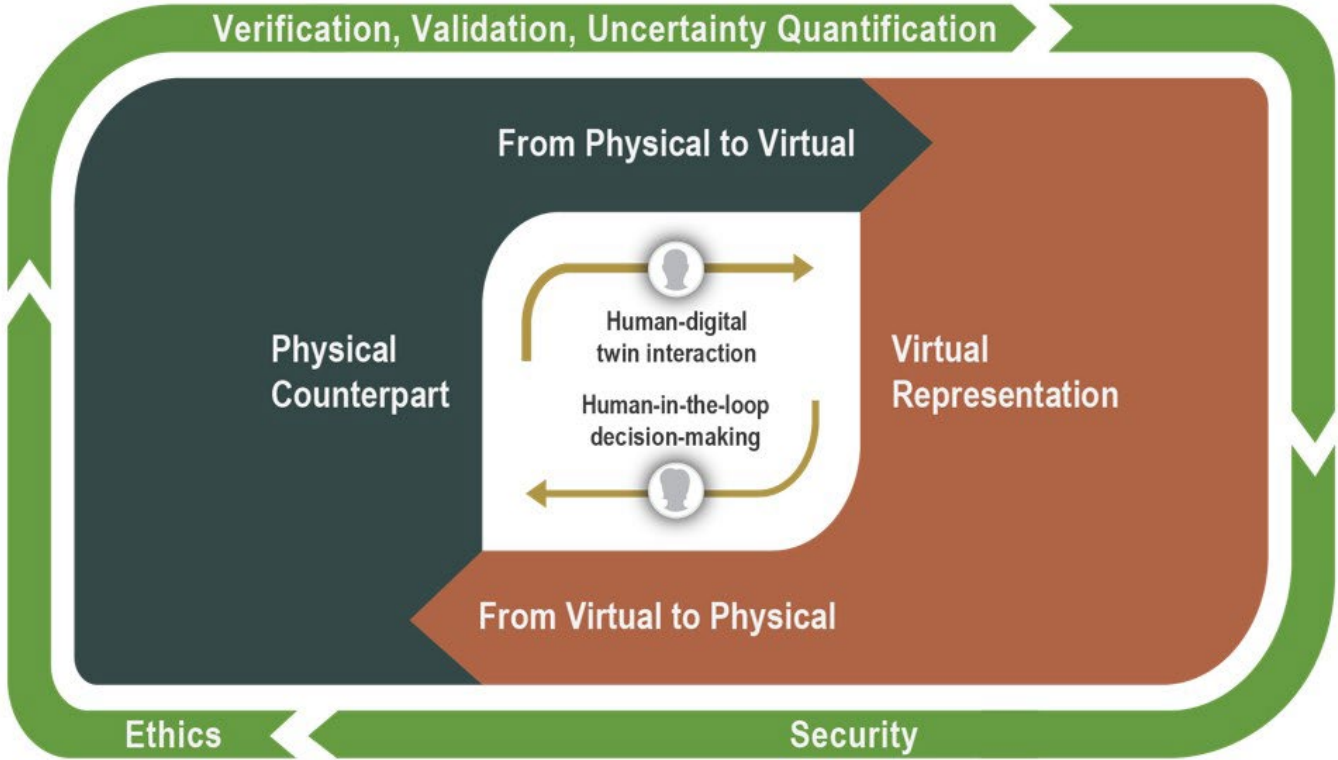 Verification, Validation, Uncertainty Quantification
From Physical to Virtual
Human-digital
twin interaction
Physical
Counterpart
Virtual
Representation
Human-in-the-loop
decision-making
From Virtual to Physical
Ethics
Security